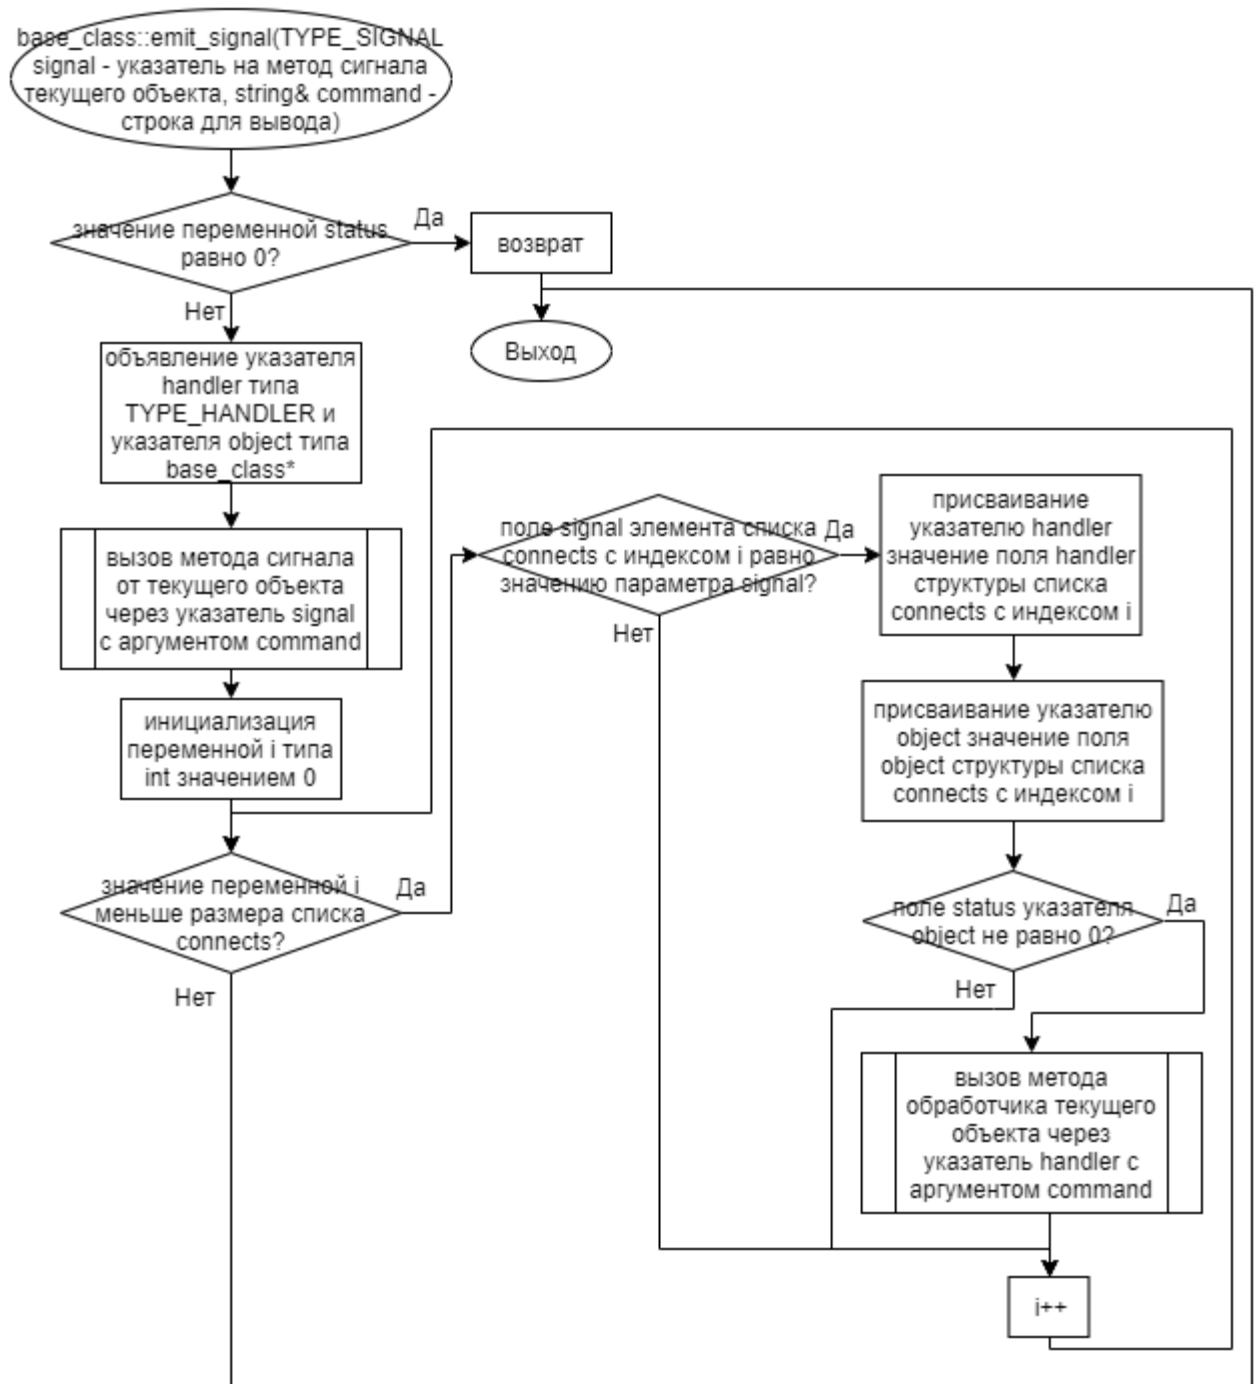 base_class::emit_signal(TYPE_SIGNAL
signal - указатель на метод сигнала
текущего объекта, string& command -
строка для вывода)
значение переменной status
равно 0?
Да
возврат
Выход
Нет
объявление указателя
handler типа
TYPE_HANDLER и
указателя object типа
base_class*
вызов метода сигнала
от текущего объекта
через указатель signal
с аргументом command
инициализация
переменной i типа
int значением 0
значение переменной i
меньше размера списка
connects?
Да
Нет
поле signal элемента списка
connects с индексом i равно
значению параметра signal?
Да
Нет
присваивание
указателю handler
значение поля handler
структуры списка
connects с индексом i
присваивание указателю
object значение поля
object структуры списка
connects с индексом i
поле status указателя
object не равно 0?
Да
Нет
вызов метода
обработчика текущего
объекта через
указатель handler с
аргументом command
i++